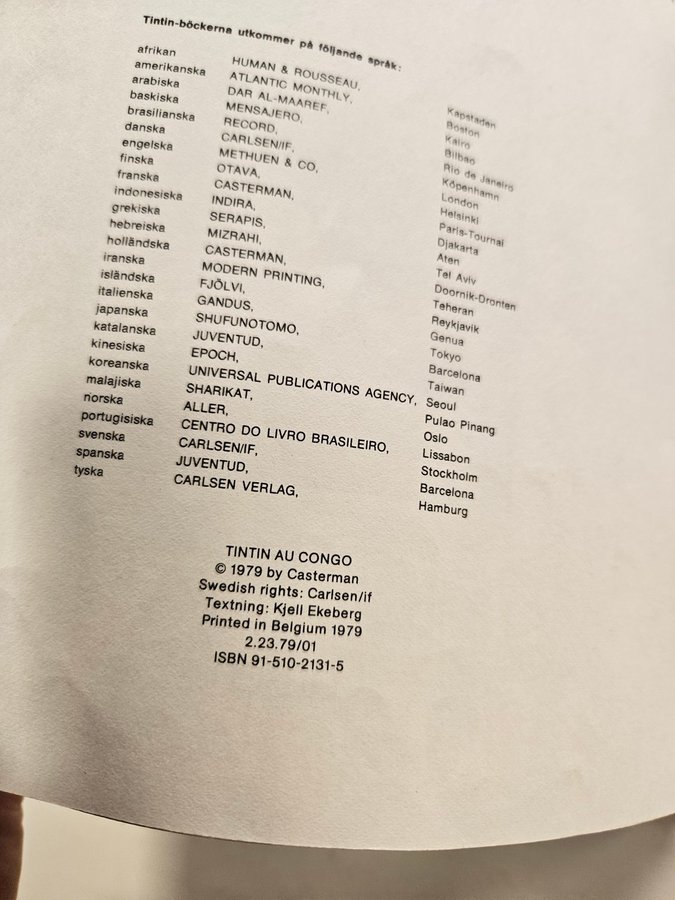 Tintin-böckerna utkommer på följande språk:
afrikan HUMAN & ROUSSEAU, Kapstaden
amerikanska ATLANTIC MONTHLY, Boston
arabiska DAR AL-MAAREF, Kairo
baskiska MENSAJERO, Bilbao
brasilianska RECORD, Rio de Janeiro
danska CARLSEN/IF, Köpenhamn
engelska METHUEN & CO, London
finska OTAVA, Helsinki
franska CASTERMAN, Paris-Tournai
indonesiska INDIRA, Djakarta
grekiska SERAPIS, Aten
hebreiska MIZRAHI, Tel Aviv
holländska CASTERMAN, Doornik-Dronten
iranska MODERN PRINTING, Teheran
isländska FJÖLVI, Reykjavik
italienska GANDUS, Genua
japanska SHUFUNOTOMO, Tokyo
katalanska JUVENTUD, Barcelona
kinesiska EPOCH, Taiwan
koreanska UNIVERSAL PUBLICATIONS AGENCY, Seoul
malajiska SHARIKAT, Pulao Pinang
norska ALLER, Oslo
portugisiska CENTRO DO LIVRO BRASILEIRO, Lissabon
svenska CARLSEN/IF, Stockholm
spanska JUVENTUD, Barcelona
tyska CARLSEN VERLAG, Hamburg
TINTIN AU CONGO
© 1979 by Casterman
Swedish rights: Carlsen/if
Textning: Kjell Ekeberg
Printed in Belgium 1979
2.23.79/01
ISBN 91-510-2131-5